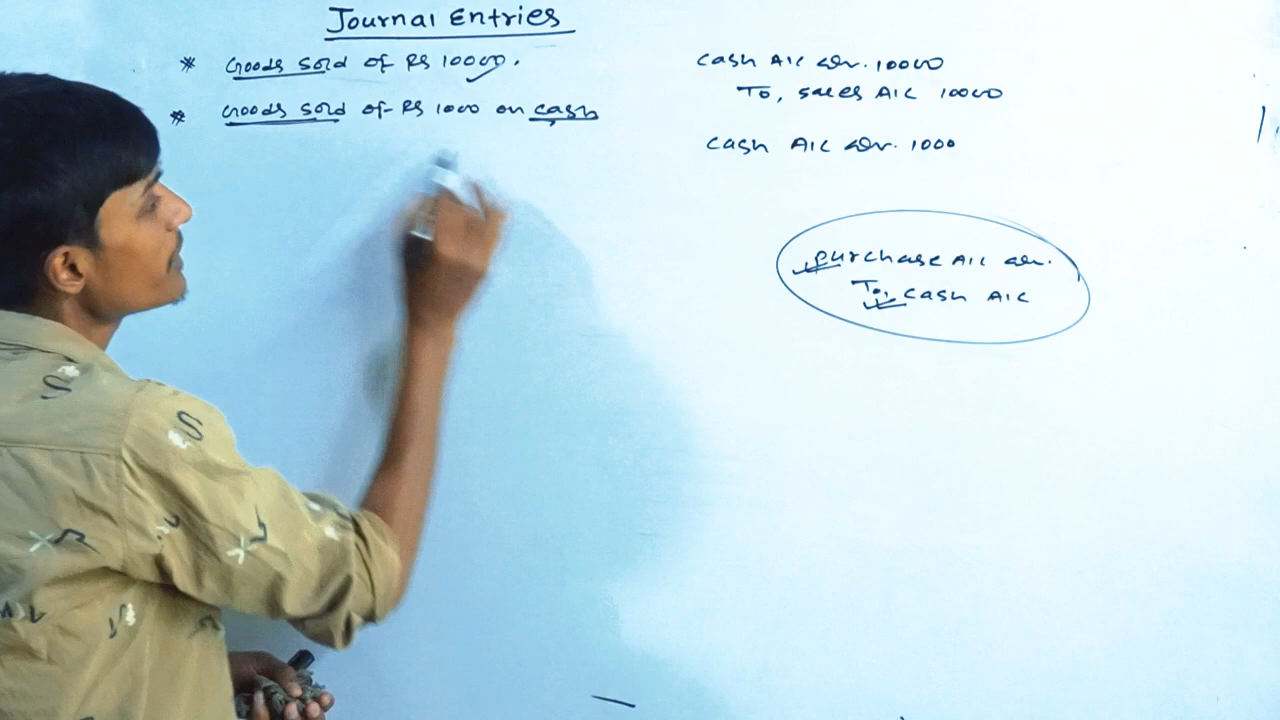 Journal Entries
* Goods sold of Rs 10000.
* Goods sold of Rs 1000 on cash
Cash A/c Dr. 10000
To, sales A/c 10000
Cash A/c Dr. 1000
purchase A/c Dr.
To, cash A/c